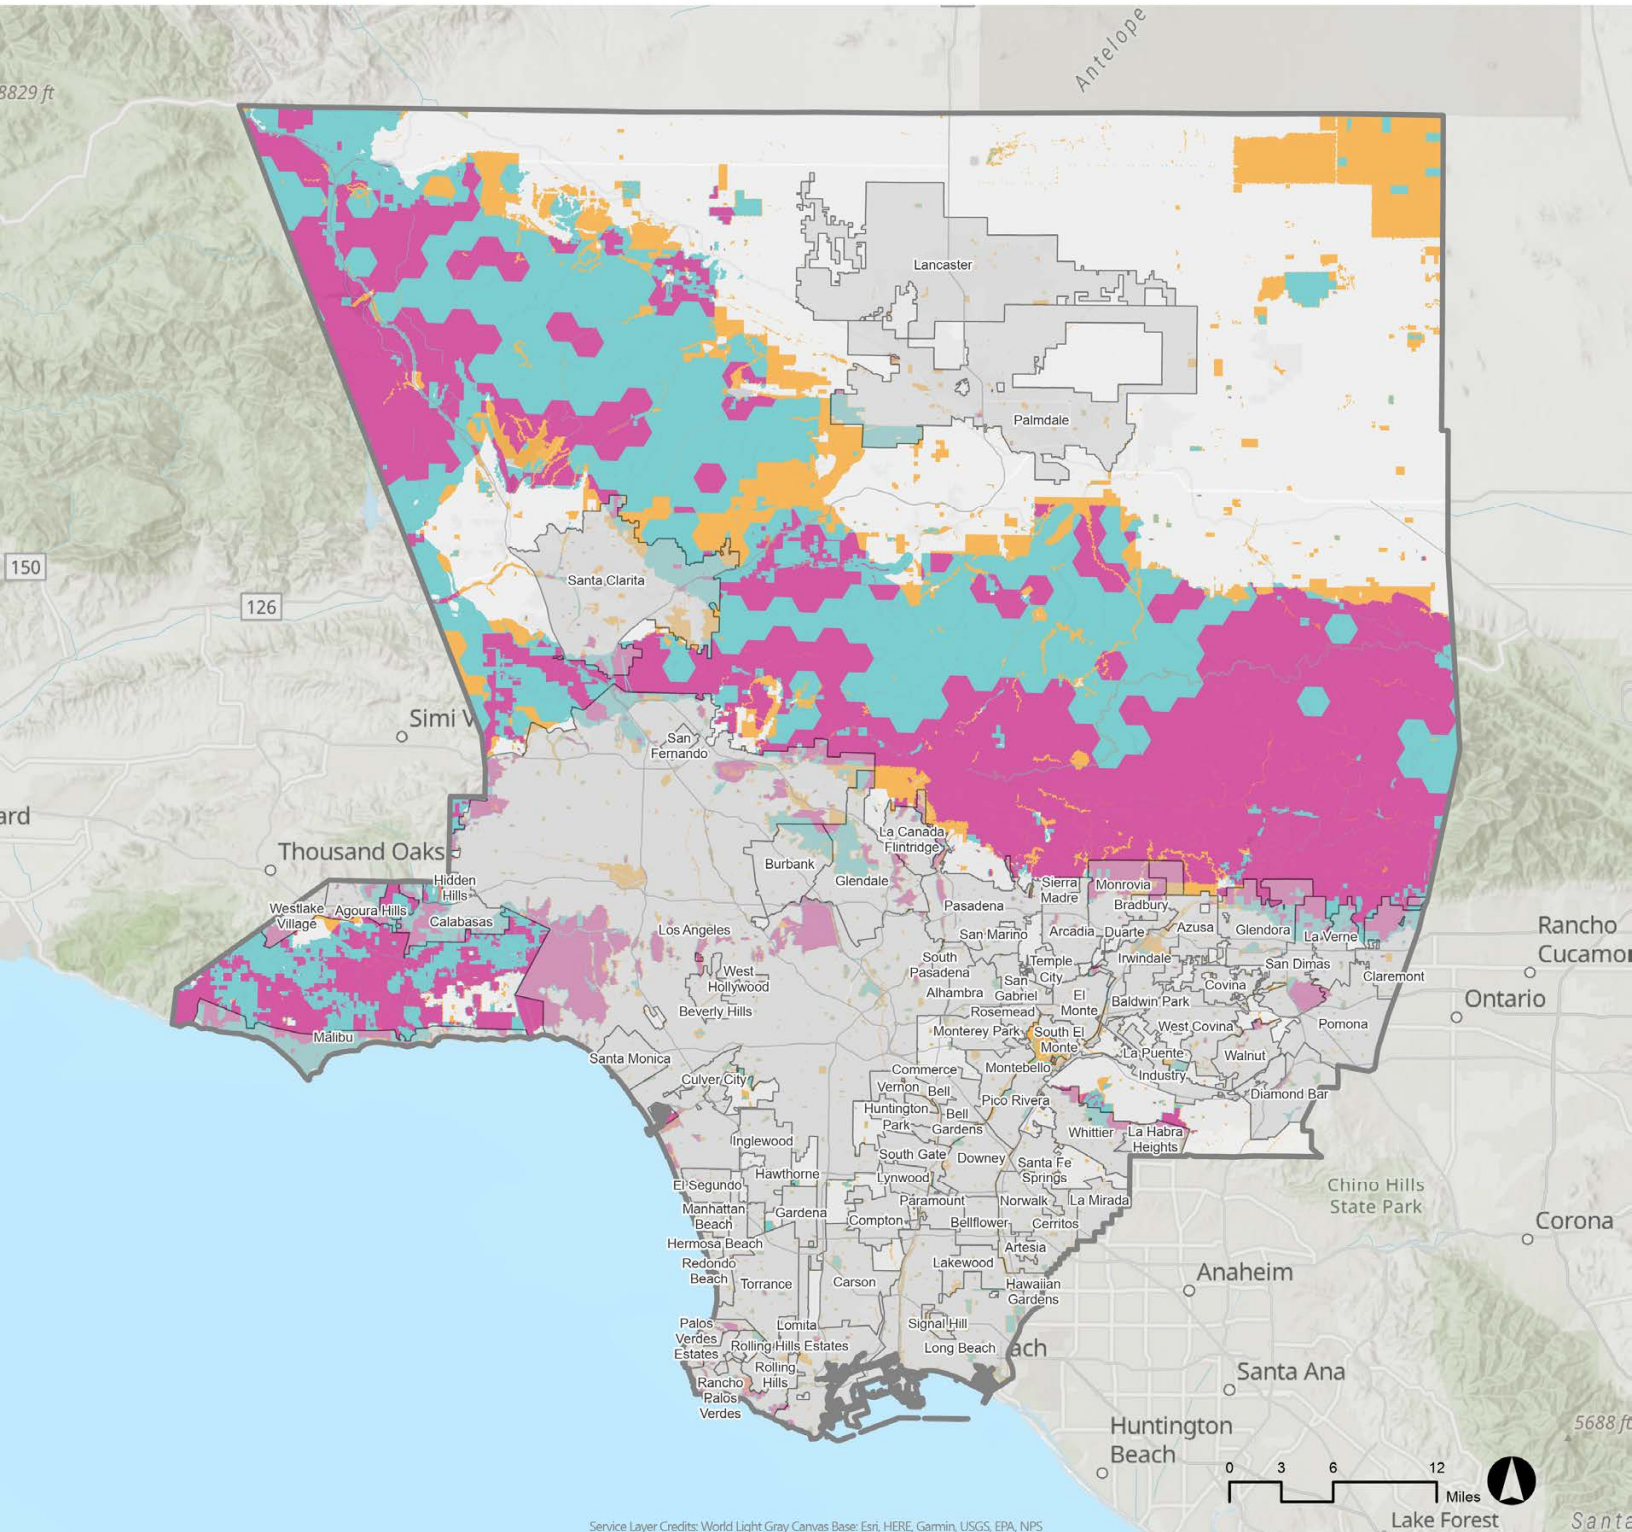 Antelope
8829 ft
Lancaster
Palmdale
150
126
Santa Clarita
Simi V
San
Fernando
ard
Thousand Oaks
La Canada
Flintridge
Burbank
Glendale
Hidden
Hills
Westlake
Village
Agoura Hills
Calabasas
Sierra
Madre
Monrovia
Bradbury
Pasadena
Los Angeles
San Marino
Arcadia
Duarte
Azusa
Glendora
La Verne
Rancho
Cucamo
South
Pasadena
Temple
City
Irwindale
San Dimas
Claremont
West
Hollywood
Alhambra
San
Gabriel
El
Monte
Baldwin Park
Covina
Ontario
Beverly Hills
Rosemead
Malibu
Monterey Park
South El
Monte
West Covina
Pomona
Santa Monica
Montebello
La Puente
Walnut
Culver City
Commerce
Industry
Vernon
Bell
Pico Rivera
Diamond Bar
Huntington
Park
Bell
Gardens
Whittier
La Habra
Heights
Inglewood
South Gate
Downey
Santa Fe
Springs
Hawthorne
Lynwood
El Segundo
Paramount
Norwalk
La Mirada
Chino Hills
State Park
Manhattan
Beach
Gardena
Compton
Bellflower
Cerritos
Corona
Hermosa Beach
Artesia
Redondo
Beach
Lakewood
Torrance
Carson
Hawaiian
Gardens
Anaheim
Palos
Verdes
Estates
Lomita
Signal Hill
Rolling Hills Estates
Long Beach
ach
Rolling
Hills
Santa Ana
Rancho
Palos
Verdes
Huntington
Beach
5688 ft
0 3 6 12
Miles
Lake Forest
Santa
Service Layer Credits: World Light Gray Canvas Base: Esri, HERE, Garmin, USGS, EPA, NPS